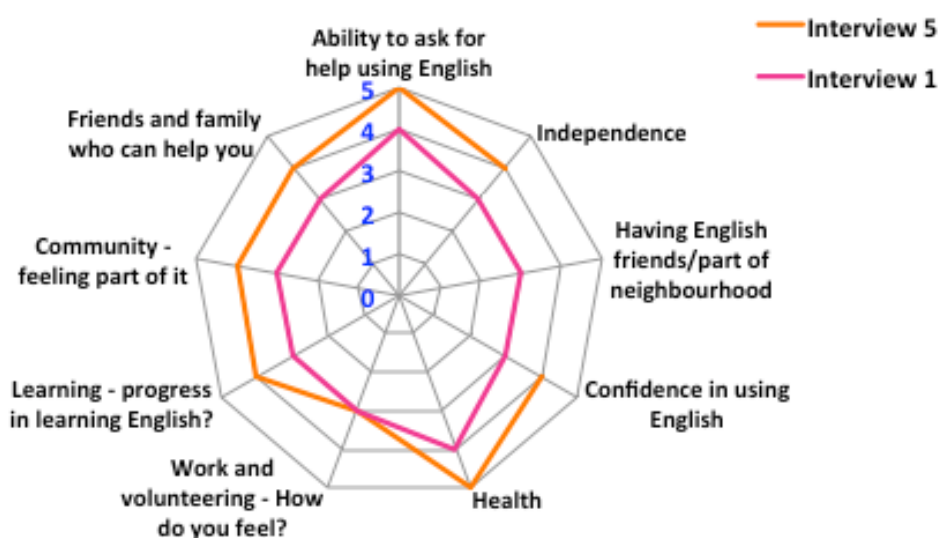 Interview 5
Interview 1
Ability to ask for
help using English
Independence
Having English
friends/part of
neighbourhood
Confidence in using
English
Health
Work and
volunteering - How
do you feel?
Learning - progress
in learning English?
Community -
feeling part of it
Friends and family
who can help you
5
4
3
2
1
0